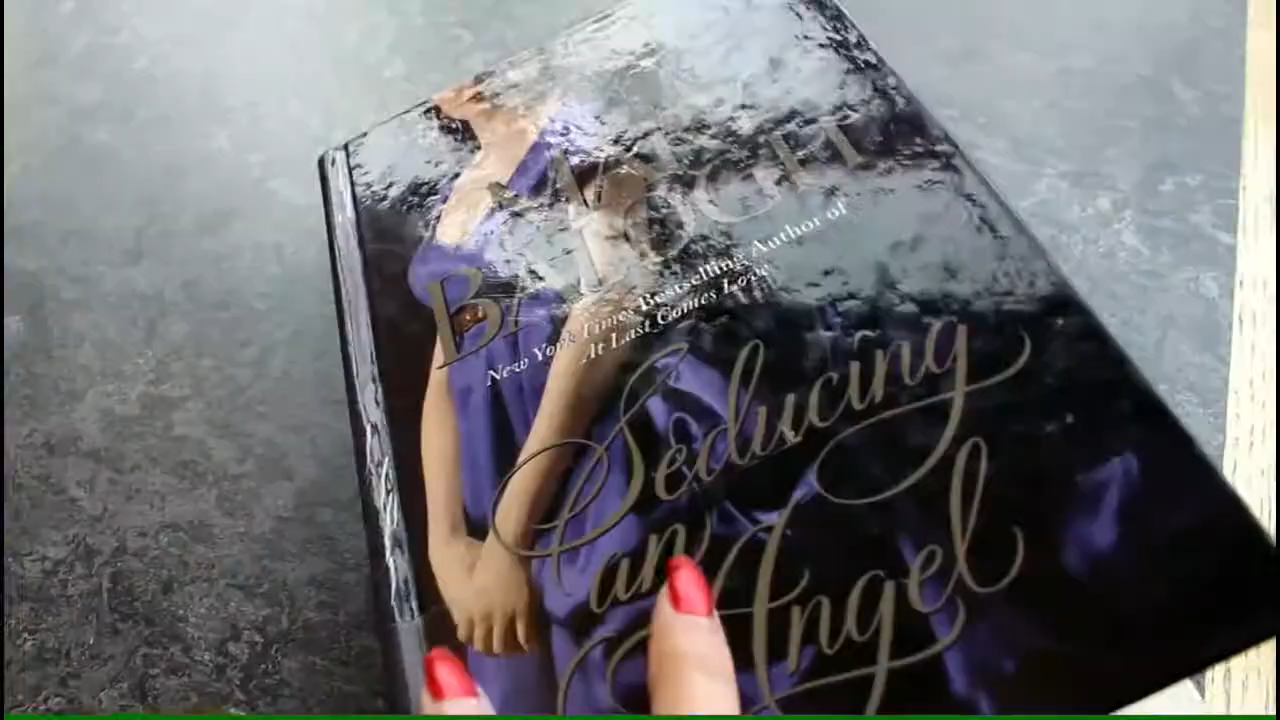 New York Times Bestselling Author of
At Last Comes Love
Seducing
an
Angel